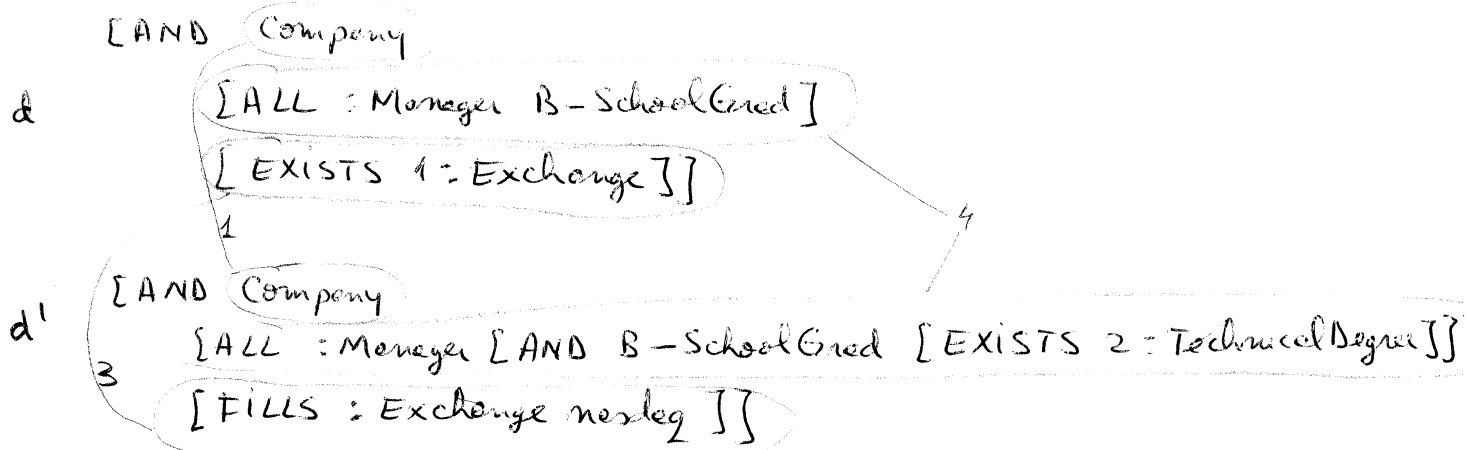 [AND Company
d [ALL :Manager B-SchoolGrad]
[EXISTS 1:Exchange]]
1
4
[AND Company
d' [ALL :Manager [AND B-SchoolGrad [EXISTS 2:TechnicalDegree]]
3
[FILLS :Exchange nasdaq]]